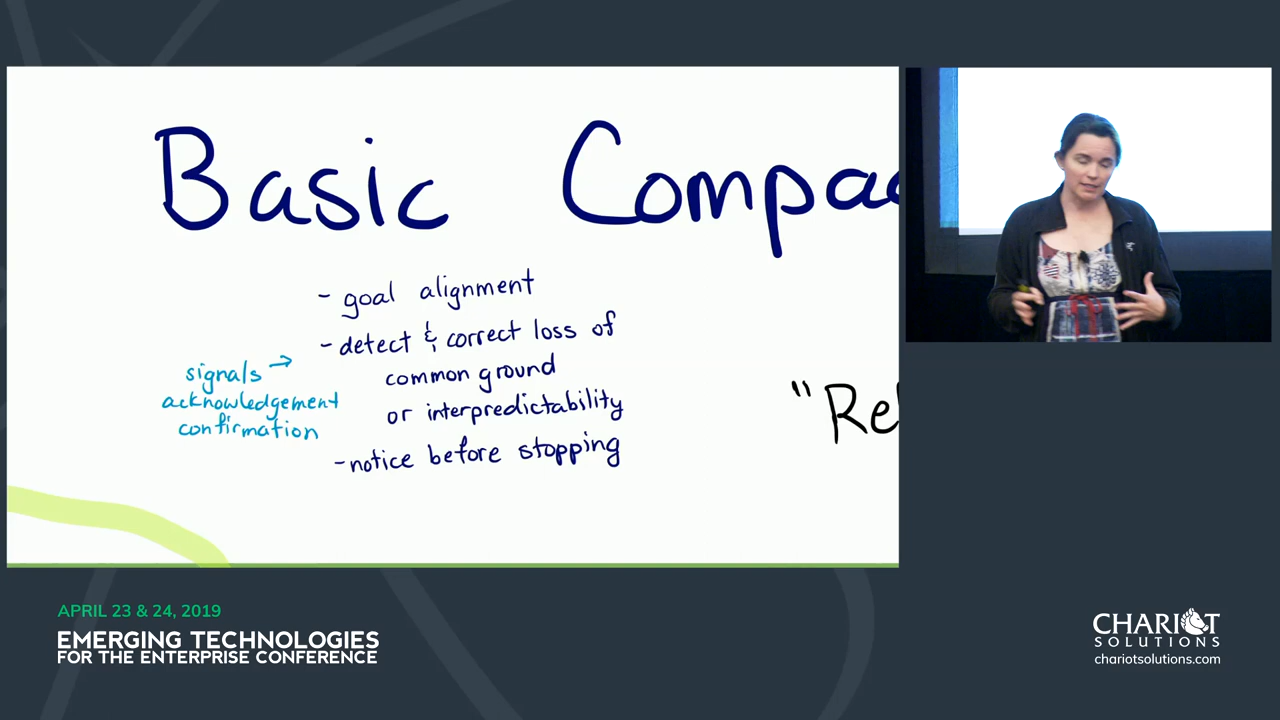 Basic Compac
- goal alignment
- detect & correct loss of
common ground
or interpredictability
- notice before stopping
signals →
acknowledgement
confirmation
"Re
APRIL 23 & 24, 2019
EMERGING TECHNOLOGIES
FOR THE ENTERPRISE CONFERENCE
CHARIOT
SOLUTIONS
chariotsolutions.com